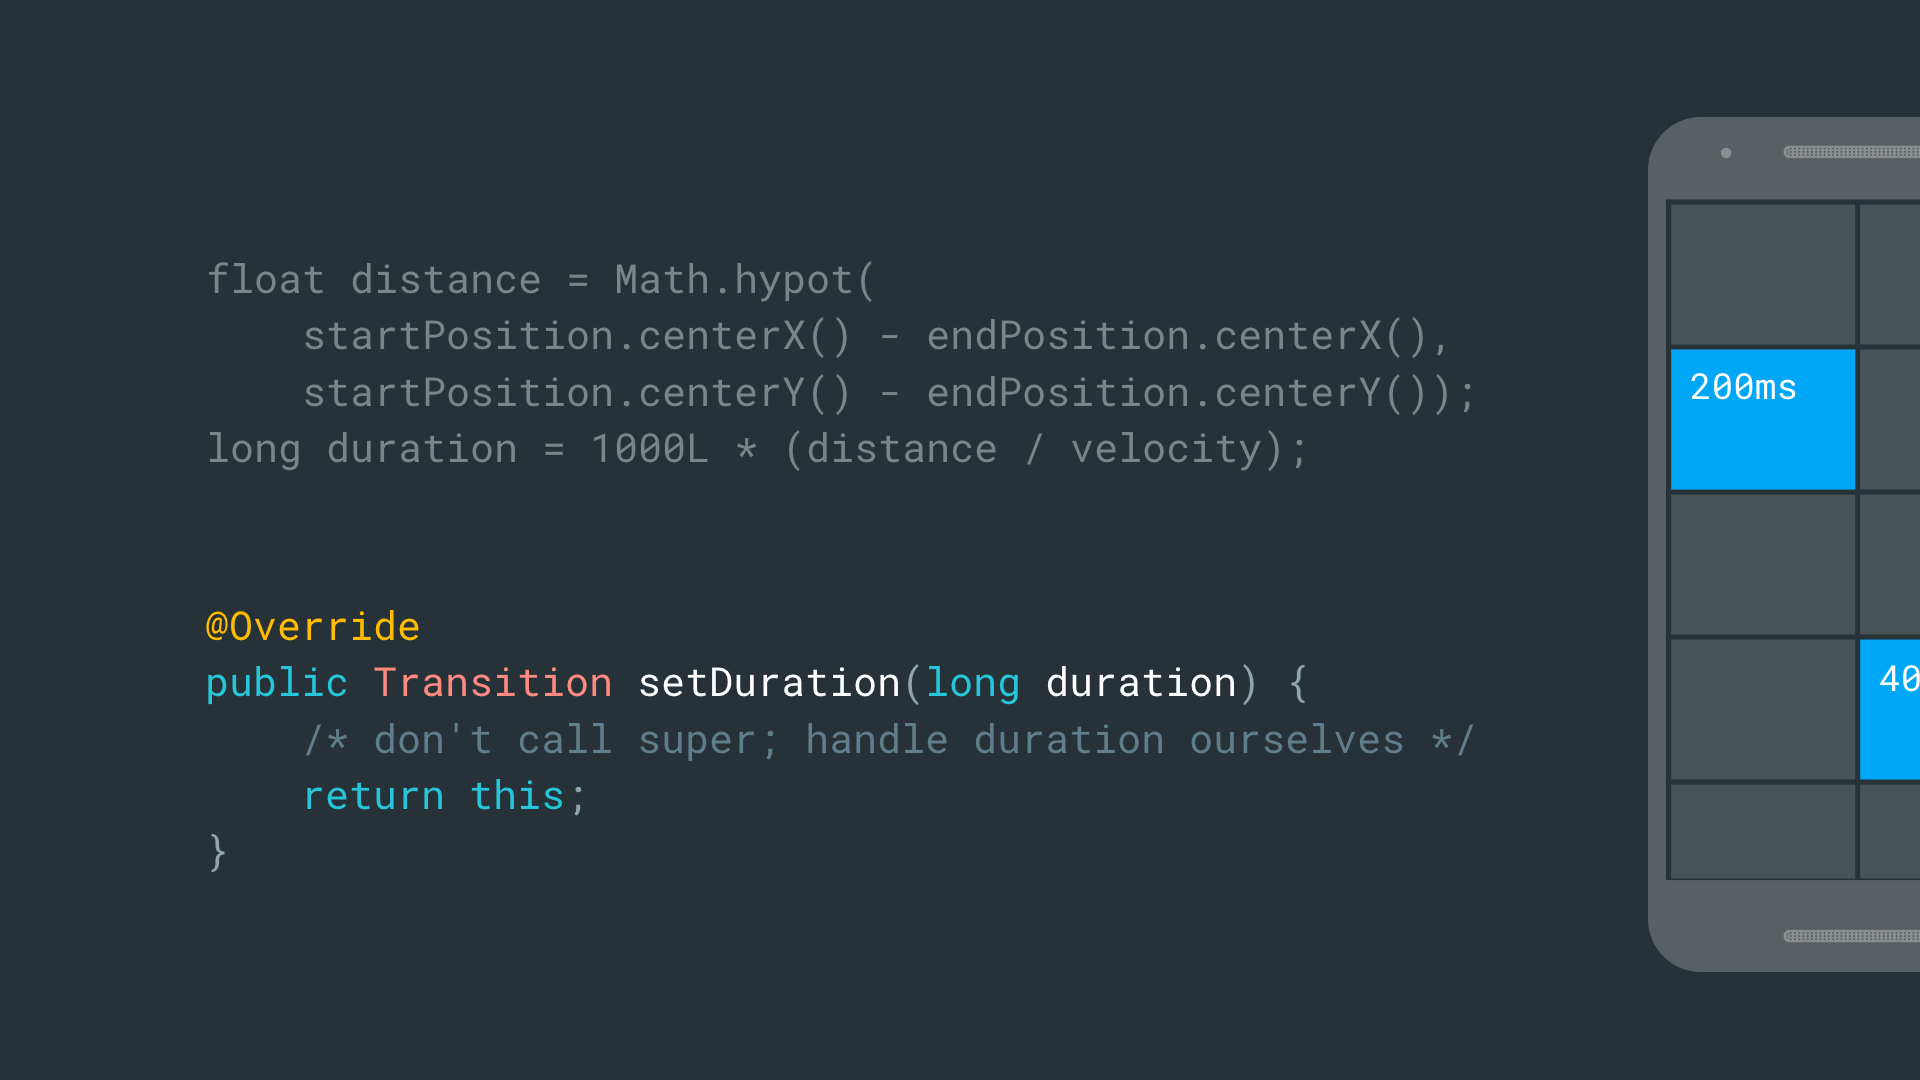 float distance = Math.hypot(
    startPosition.centerX() - endPosition.centerX(),
    startPosition.centerY() - endPosition.centerY());
long duration = 1000L * (distance / velocity);
@Override
public Transition setDuration(long duration) {
    /* don't call super; handle duration ourselves */
    return this;
}
200ms